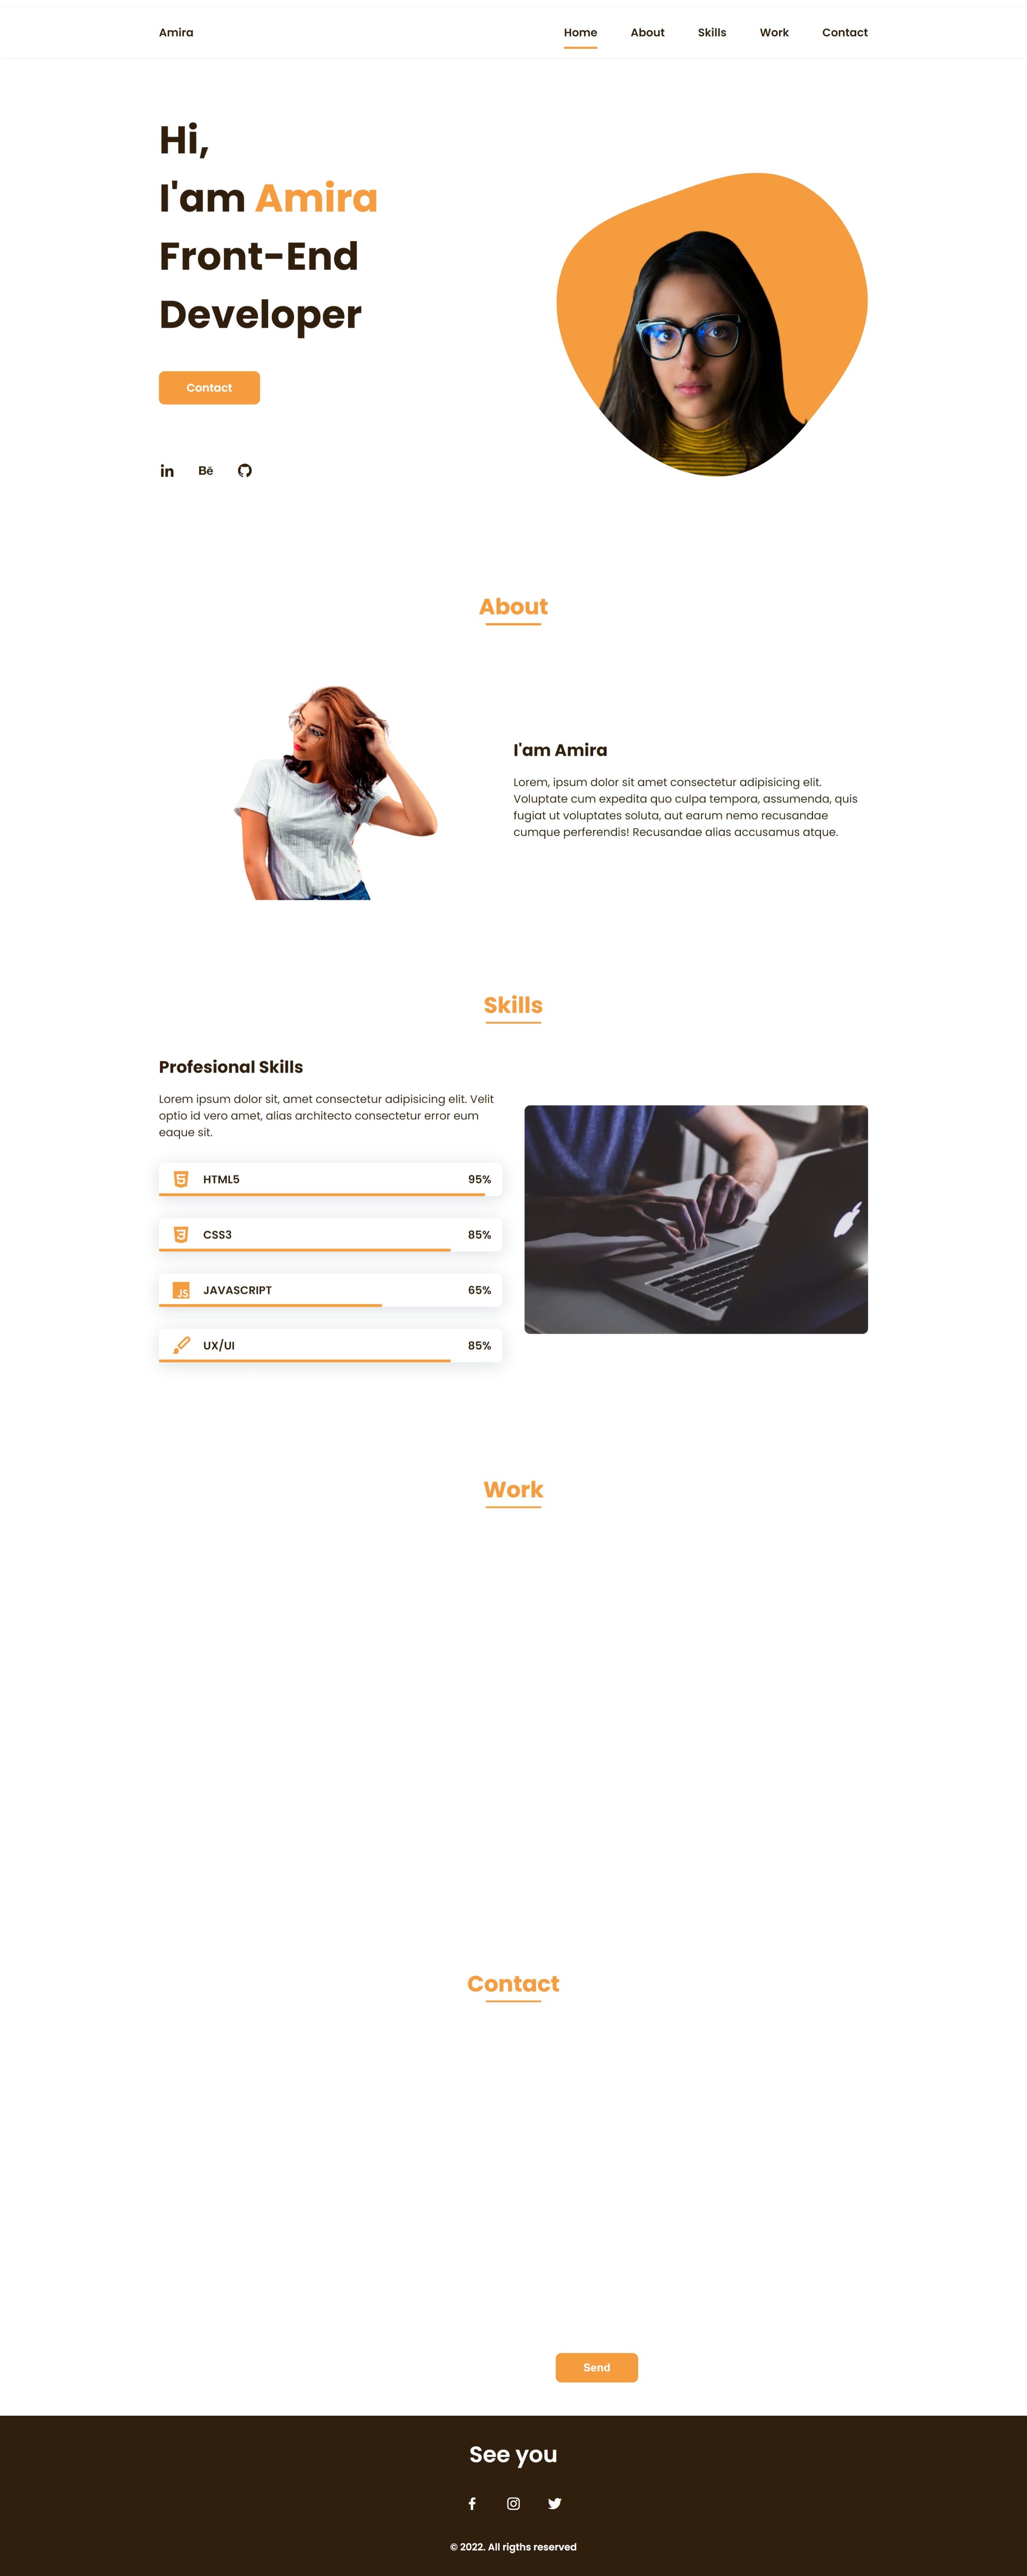 Amira
Home About Skills Work Contact
Hi,
I'am Amira
Front-End
Developer
Contact
in Bē
About
I'am Amira
Lorem, ipsum dolor sit amet consectetur adipisicing elit.
Voluptate cum expedita quo culpa tempora, assumenda, quis
fugiat ut voluptates soluta, aut earum nemo recusandae
cumque perferendis! Recusandae alias accusamus atque.
Skills
Profesional Skills
Lorem ipsum dolor sit, amet consectetur adipisicing elit. Velit
optio id vero amet, alias architecto consectetur error eum
eaque sit.
5 HTML5 95%
3 CSS3 85%
JS JAVASCRIPT 65%
UX/UI 85%
Work
Contact
Send
See you
f
© 2022. All rigths reserved